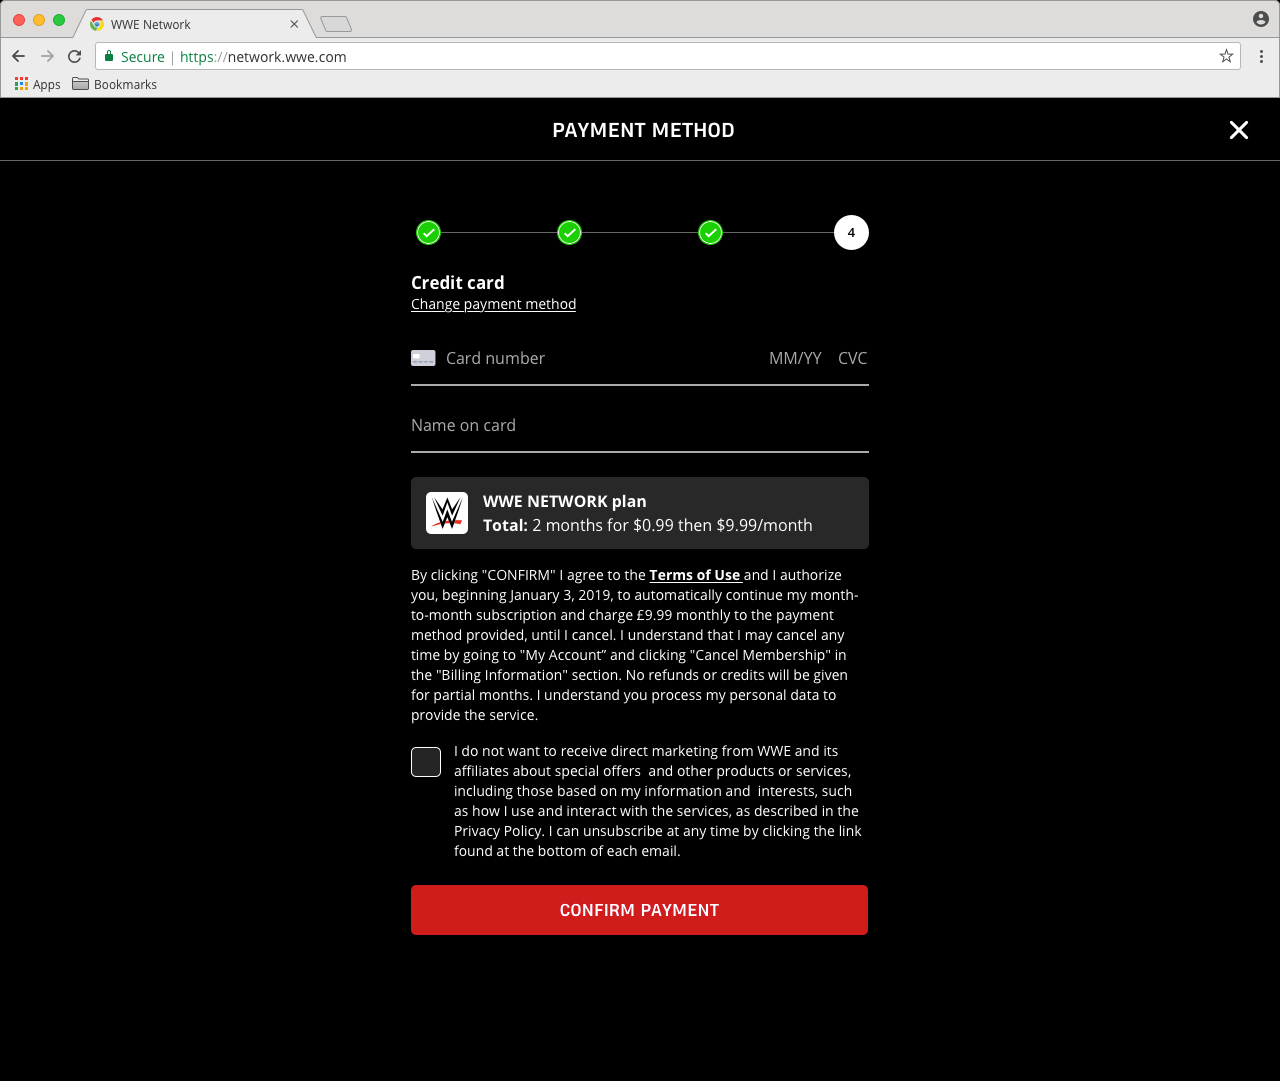 WWE Network
Secure | https://network.wwe.com
Apps Bookmarks
PAYMENT METHOD
4
Credit card
Change payment method
Card number MM/YY CVC
Name on card
WWE NETWORK plan
Total: 2 months for $0.99 then $9.99/month
By clicking "CONFIRM" I agree to the Terms of Use and I authorize
you, beginning January 3, 2019, to automatically continue my month-
to-month subscription and charge £9.99 monthly to the payment
method provided, until I cancel. I understand that I may cancel any
time by going to "My Account” and clicking "Cancel Membership" in
the "Billing Information" section. No refunds or credits will be given
for partial months. I understand you process my personal data to
provide the service.
I do not want to receive direct marketing from WWE and its
affiliates about special offers  and other products or services,
including those based on my information and  interests, such
as how I use and interact with the services, as described in the
Privacy Policy. I can unsubscribe at any time by clicking the link
found at the bottom of each email.
CONFIRM PAYMENT